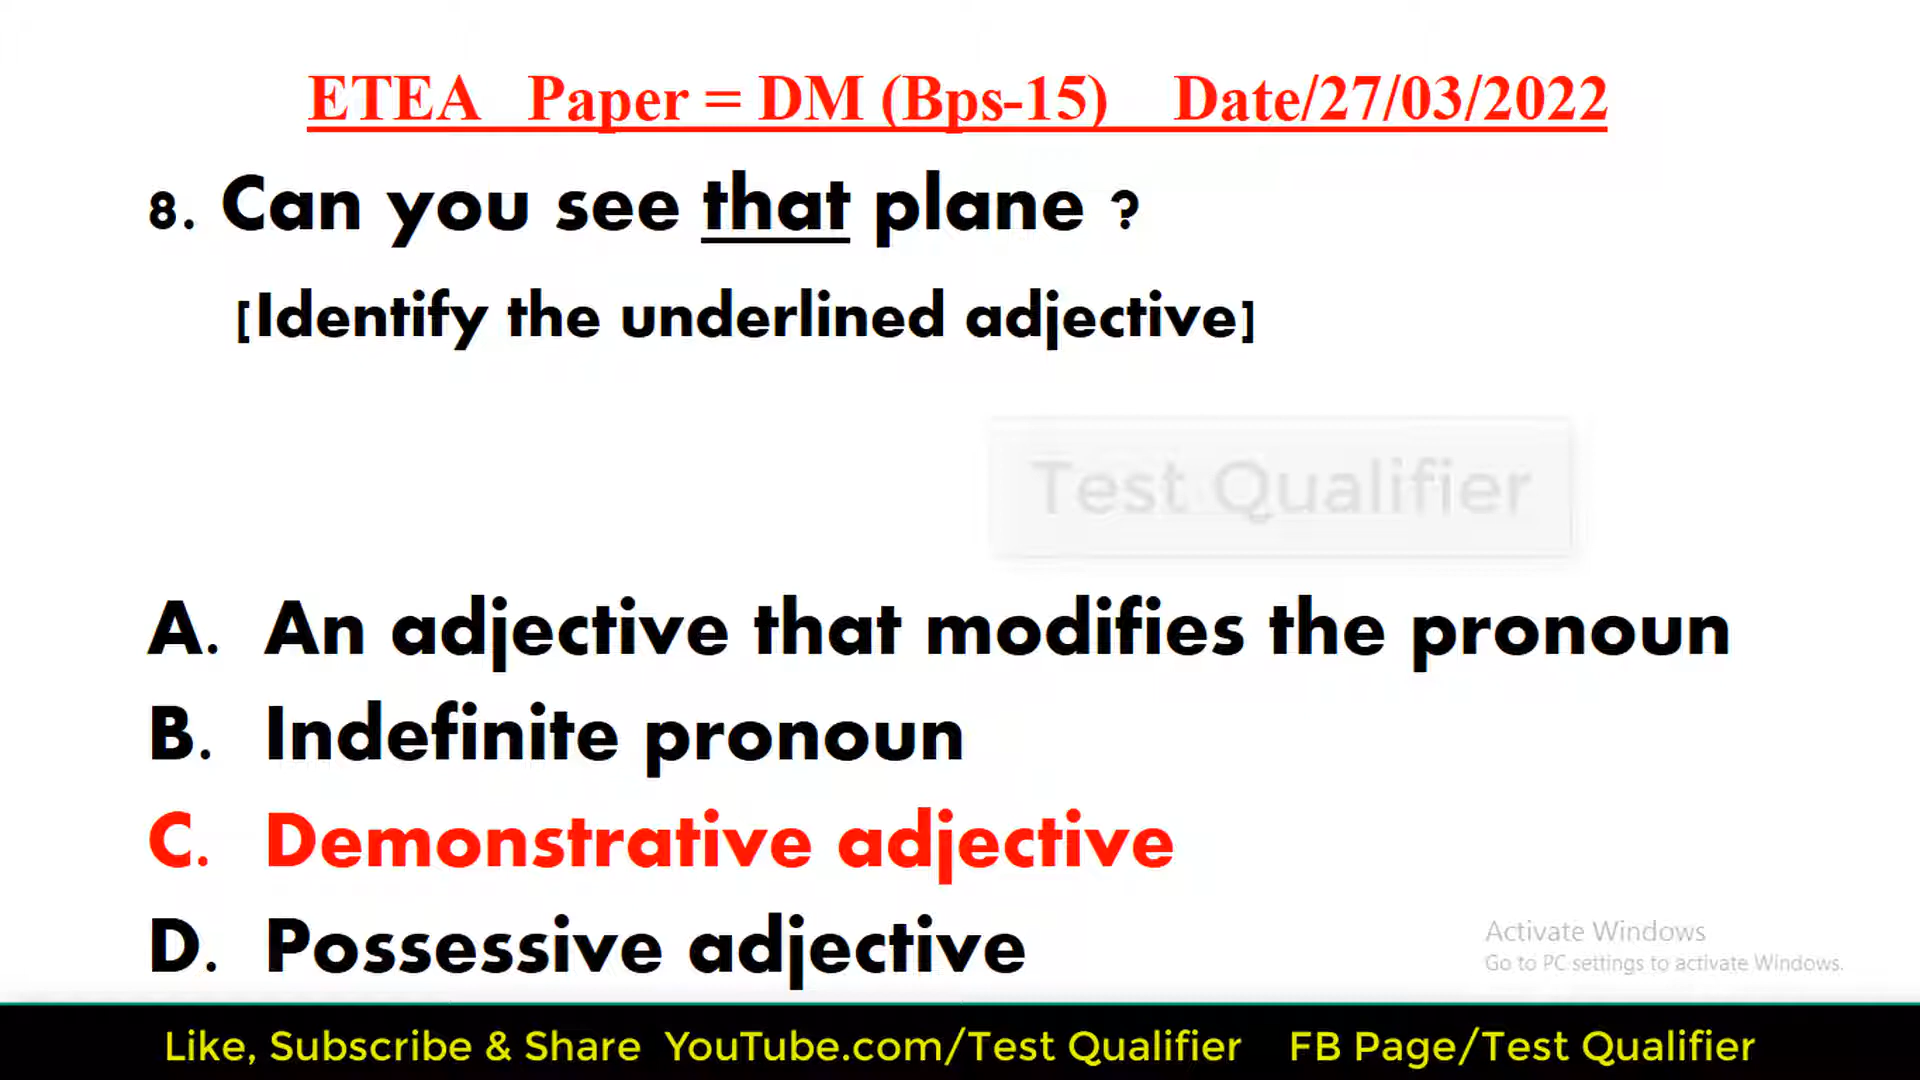 ETEA Paper = DM (Bps-15) Date/27/03/2022
8. Can you see that plane ?
[Identify the underlined adjective]
Test Qualifier
A. An adjective that modifies the pronoun
B. Indefinite pronoun
C. Demonstrative adjective
D. Possessive adjective
Activate Windows
Go to PC settings to activate Windows.
Like, Subscribe & Share YouTube.com/Test Qualifier FB Page/Test Qualifier